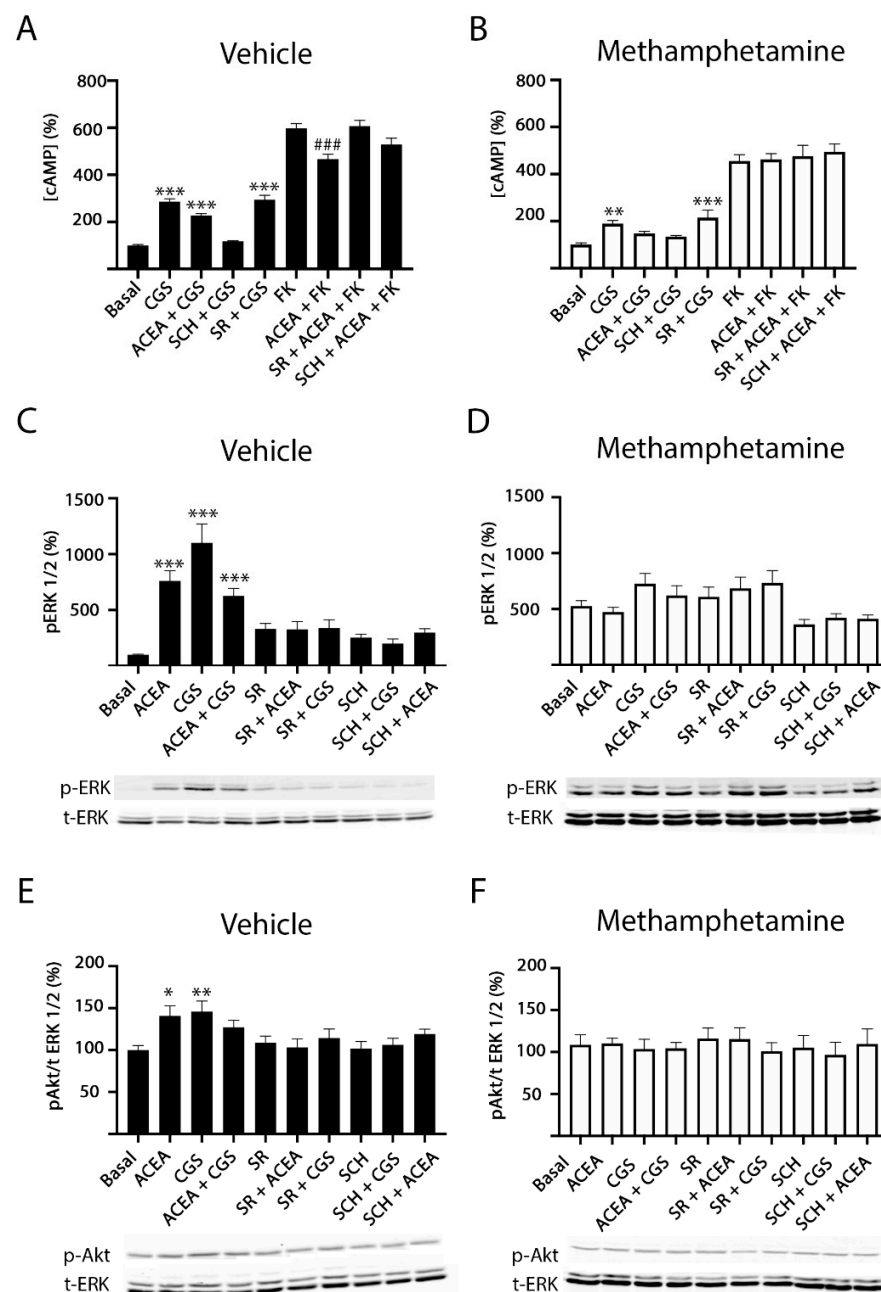 A
Vehicle
[cAMP] (%)
800
600
400
200
***
***
***
###
Basal
CGS
ACEA + CGS
SCH + CGS
SR + CGS
FK
ACEA + FK
SR + ACEA + FK
SCH + ACEA + FK
B
Methamphetamine
[cAMP] (%)
800
600
400
200
**
***
Basal
CGS
ACEA + CGS
SCH + CGS
SR + CGS
FK
ACEA + FK
SR + ACEA + FK
SCH + ACEA + FK
C
Vehicle
pERK 1/2 (%)
1500
1000
500
***
***
***
Basal
ACEA
CGS
ACEA + CGS
SR
SR + ACEA
SR + CGS
SCH
SCH + CGS
SCH + ACEA
p-ERK
t-ERK
D
Methamphetamine
pERK 1/2 (%)
1500
1000
500
Basal
ACEA
CGS
ACEA + CGS
SR
SR + ACEA
SR + CGS
SCH
SCH + CGS
SCH + ACEA
p-ERK
t-ERK
E
Vehicle
pAkt/t ERK 1/2 (%)
200
150
100
50
*
**
Basal
ACEA
CGS
ACEA + CGS
SR
SR + ACEA
SR + CGS
SCH
SCH + CGS
SCH + ACEA
p-Akt
t-ERK
F
Methamphetamine
pAkt/t ERK 1/2 (%)
200
150
100
50
Basal
ACEA
CGS
ACEA + CGS
SR
SR + ACEA
SR + CGS
SCH
SCH + CGS
SCH + ACEA
p-Akt
t-ERK